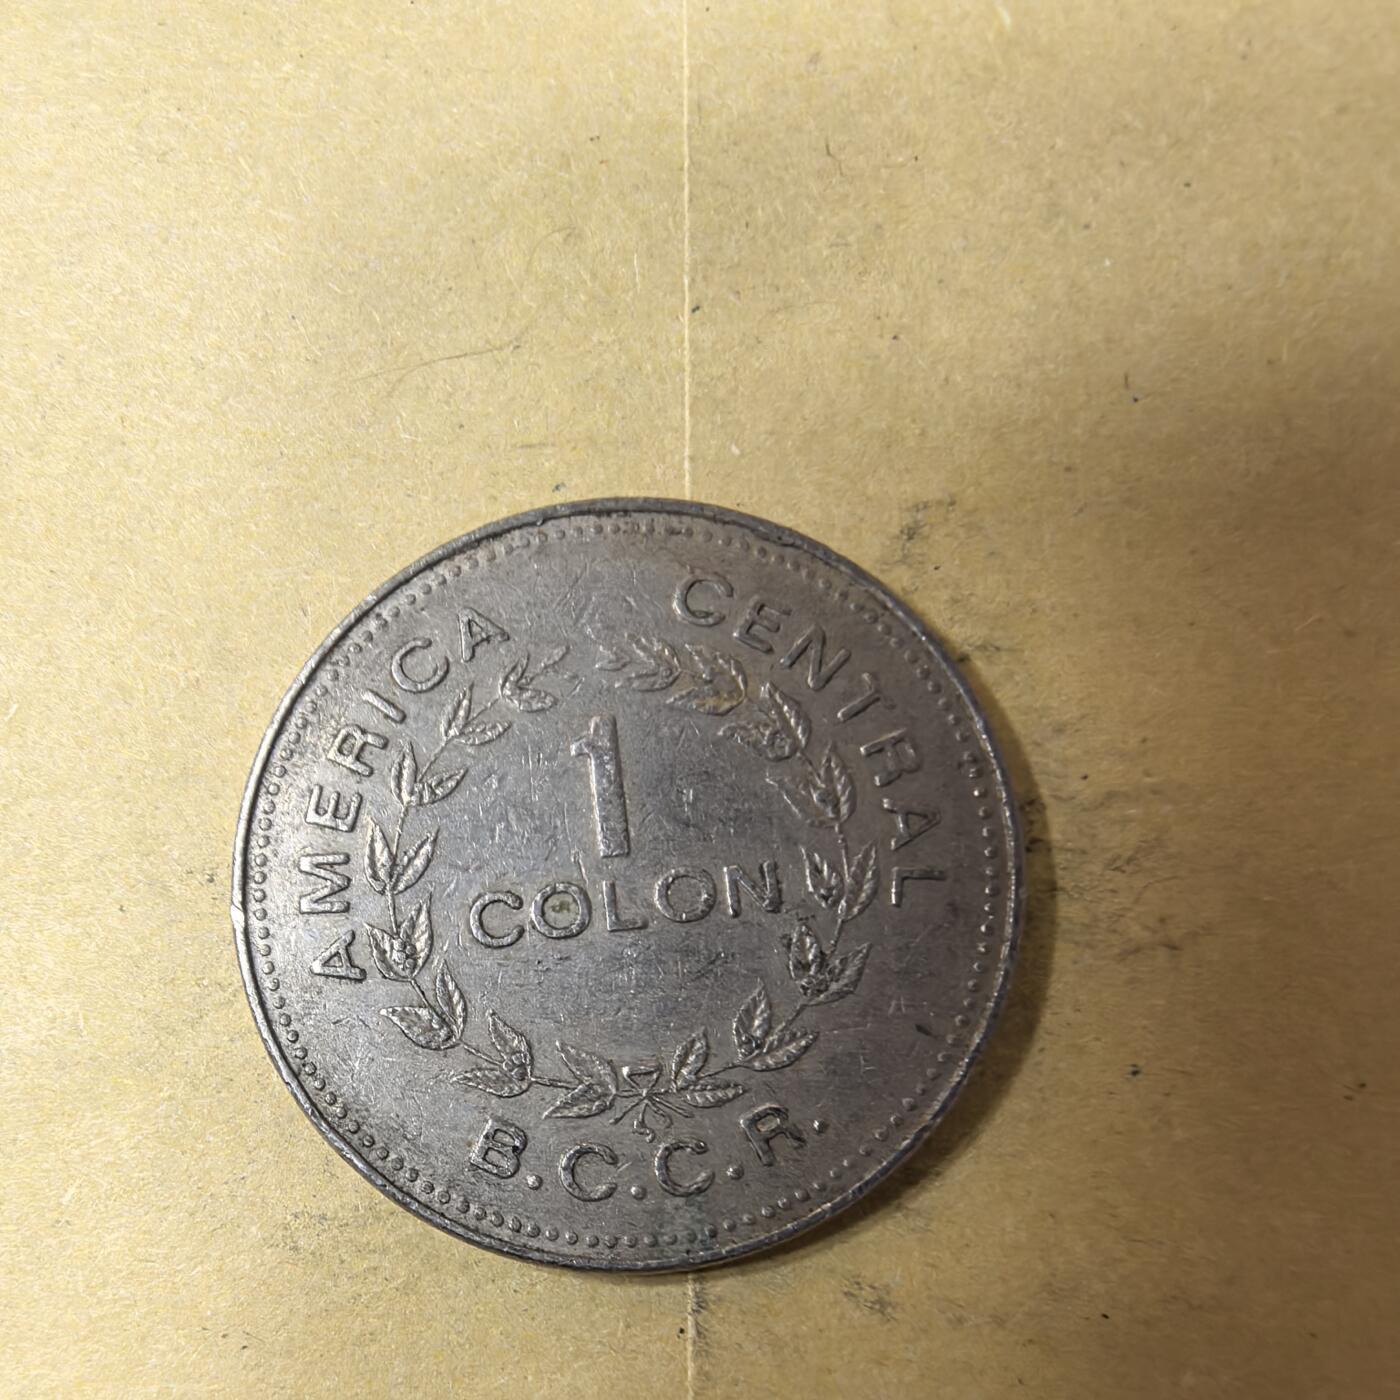 AMERICA CENTRAL
1
COLON
B.C.C.R.